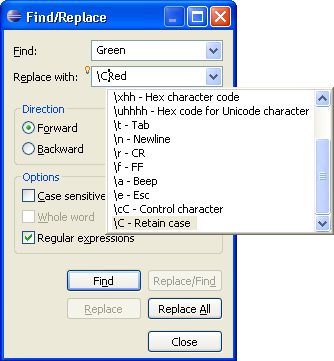 Find/Replace
Find: Green
Replace with: \CRed
\xhh - Hex character code
\uhhhh - Hex code for Unicode character
\t - Tab
\n - Newline
\r - CR
\f - FF
\a - Beep
\e - Esc
\cC - Control character
\C - Retain case
Direction
Forward
Backward
Options
Case sensitive
Whole word
Regular expressions
Find Replace/Find
Replace Replace All
Close